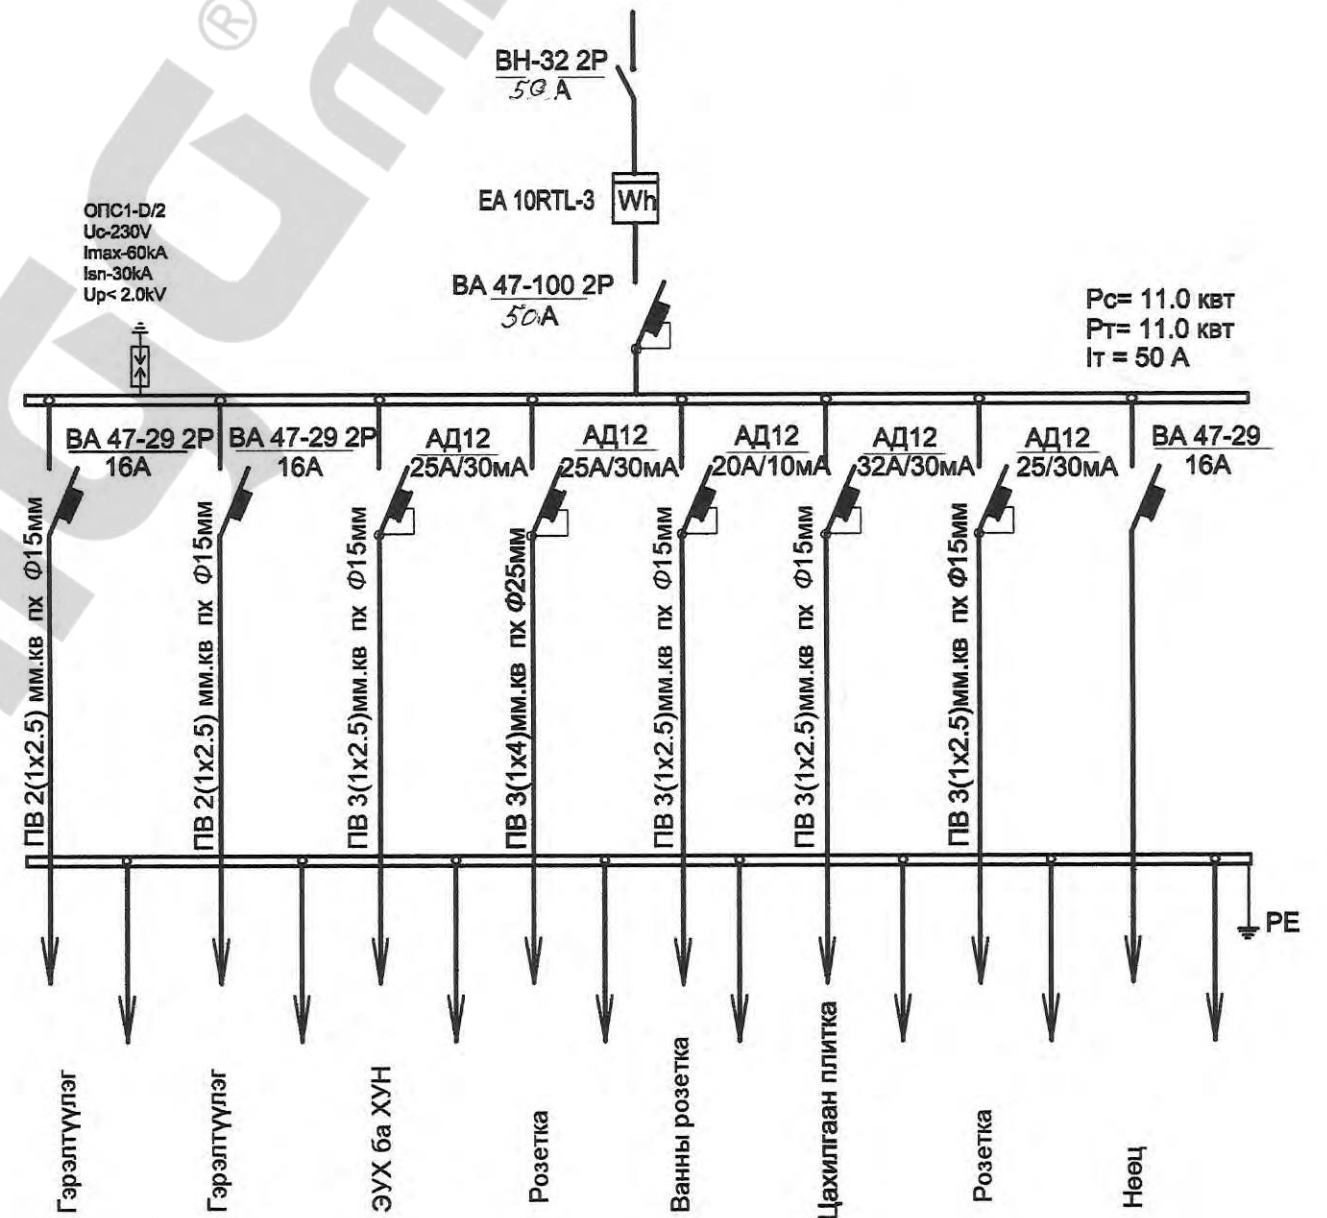 ®
ВН-32 2Р
50 А
ЕА 10RTL-3
Wh
ОПС1-D/2
Uc-230V
Imax-60kA
Isn-30kA
Up< 2.0kV
ВА 47-100 2Р
50А
Рс= 11.0 квт
Рт= 11.0 квт
Iт = 50 А
ВА 47-29 2Р
16А
ВА 47-29 2Р
16А
АД12
25А/30мА
АД12
25А/30мА
АД12
20А/10мА
АД12
32А/30мА
АД12
25/30мА
ВА 47-29
16А
ПВ 2(1х2.5) мм.кв пх Ф15мм
ПВ 2(1х2.5) мм.кв пх Ф15мм
ПВ 3(1х2.5)мм.кв пх Ф15мм
ПВ 3(1х4)мм.кв пх Ф25мм
ПВ 3(1х2.5)мм.кв пх Ф15мм
ПВ 3(1х2.5)мм.кв пх Ф15мм
ПВ 3(1х2.5)мм.кв пх Ф15мм
РЕ
Гэрэлтүүлэг
Гэрэлтүүлэг
ЭУХ ба ХУН
Розетка
Ванны розетка
Цахилгаан плитка
Розетка
Нөөц